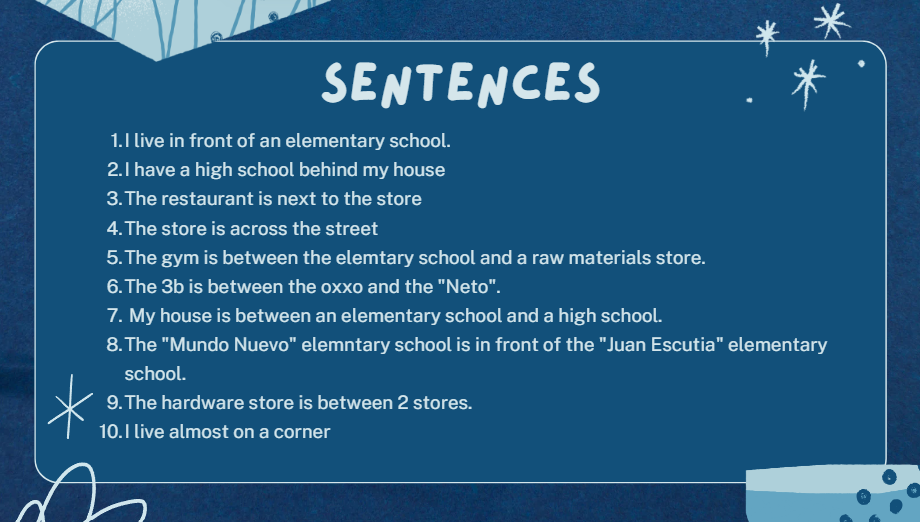 SENTENCES
1. I live in front of an elementary school.
2. I have a high school behind my house
3. The restaurant is next to the store
4. The store is across the street
5. The gym is between the elemtary school and a raw materials store.
6. The 3b is between the oxxo and the "Neto".
7. My house is between an elementary school and a high school.
8. The "Mundo Nuevo" elemntary school is in front of the "Juan Escutia" elementary
school.
9. The hardware store is between 2 stores.
10. I live almost on a corner